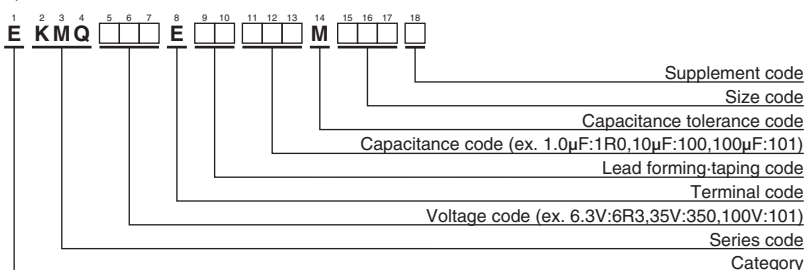 1 2 3 4 5 6 7 8 9 10 11 12 13 14 15 16 17 18
E KMQ □□□ E □□ □□□ M □□□ □
Supplement code
Size code
Capacitance tolerance code
Capacitance code (ex. 1.0µF:1R0,10µF:100,100µF:101)
Lead forming·taping code
Terminal code
Voltage code (ex. 6.3V:6R3,35V:350,100V:101)
Series code
Category